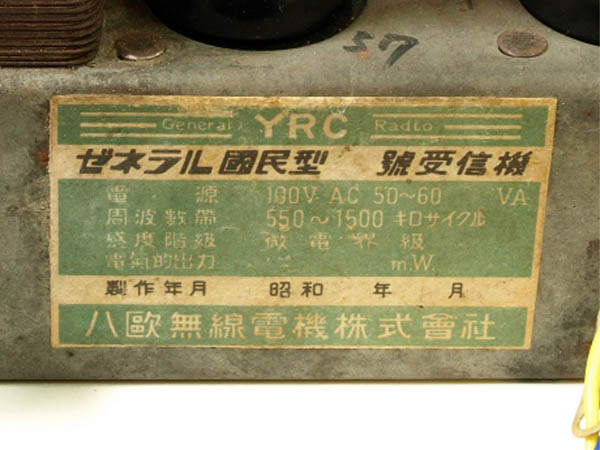 57
General YRC Radio
ゼネラル國民型 號受信機
電源 100V AC 50~60 VA
周波数帶 550~1500 キロサイクル
感度階級 微電界級
電氣的出力 m.W.
製作年月 昭和 年 月
八歐無線電機株式會社